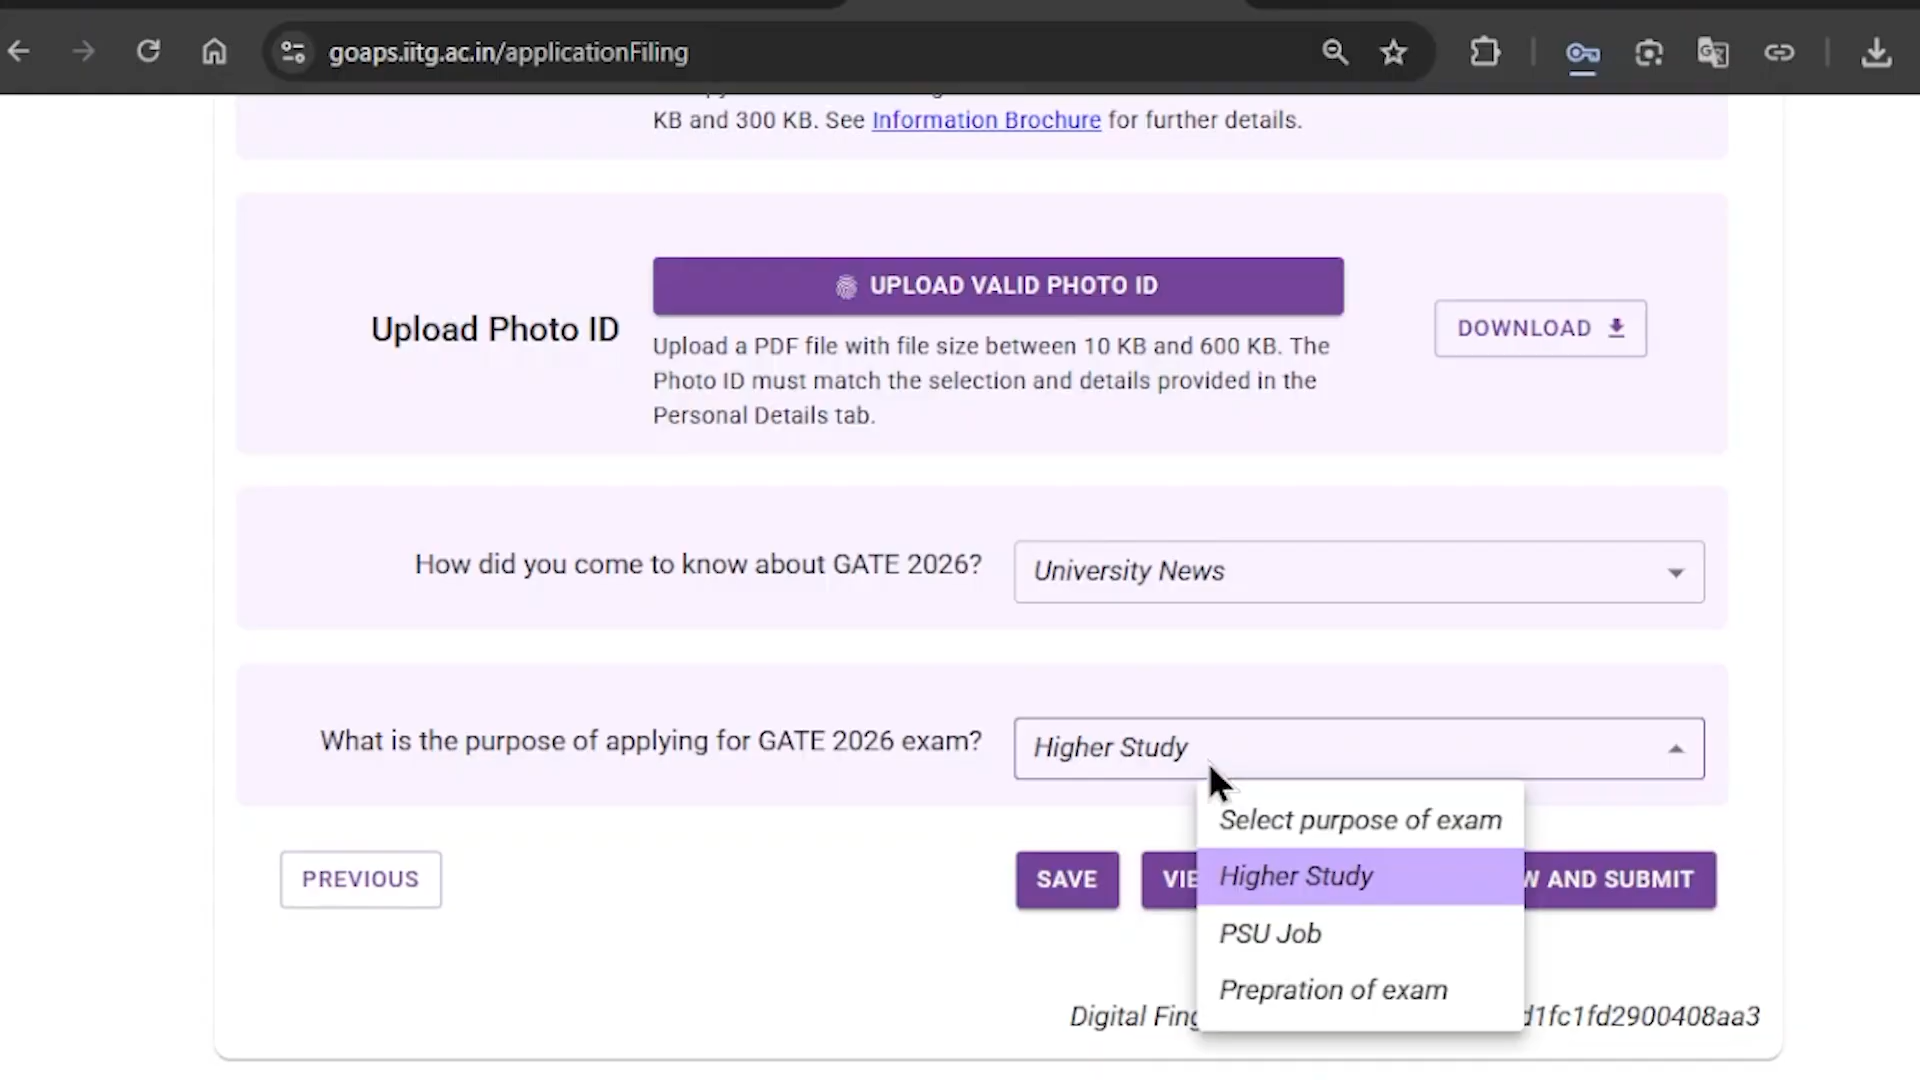 goaps.iitg.ac.in/applicationFiling
KB and 300 KB. See Information Brochure for further details.
UPLOAD VALID PHOTO ID
Upload Photo ID
DOWNLOAD
Upload a PDF file with file size between 10 KB and 600 KB. The
Photo ID must match the selection and details provided in the
Personal Details tab.
How did you come to know about GATE 2026?
University News
What is the purpose of applying for GATE 2026 exam?
Higher Study
Select purpose of exam
PREVIOUS
SAVE
VIE
Higher Study
W AND SUBMIT
PSU Job
Prepration of exam
Digital Fing
d1fc1fd2900408aa3